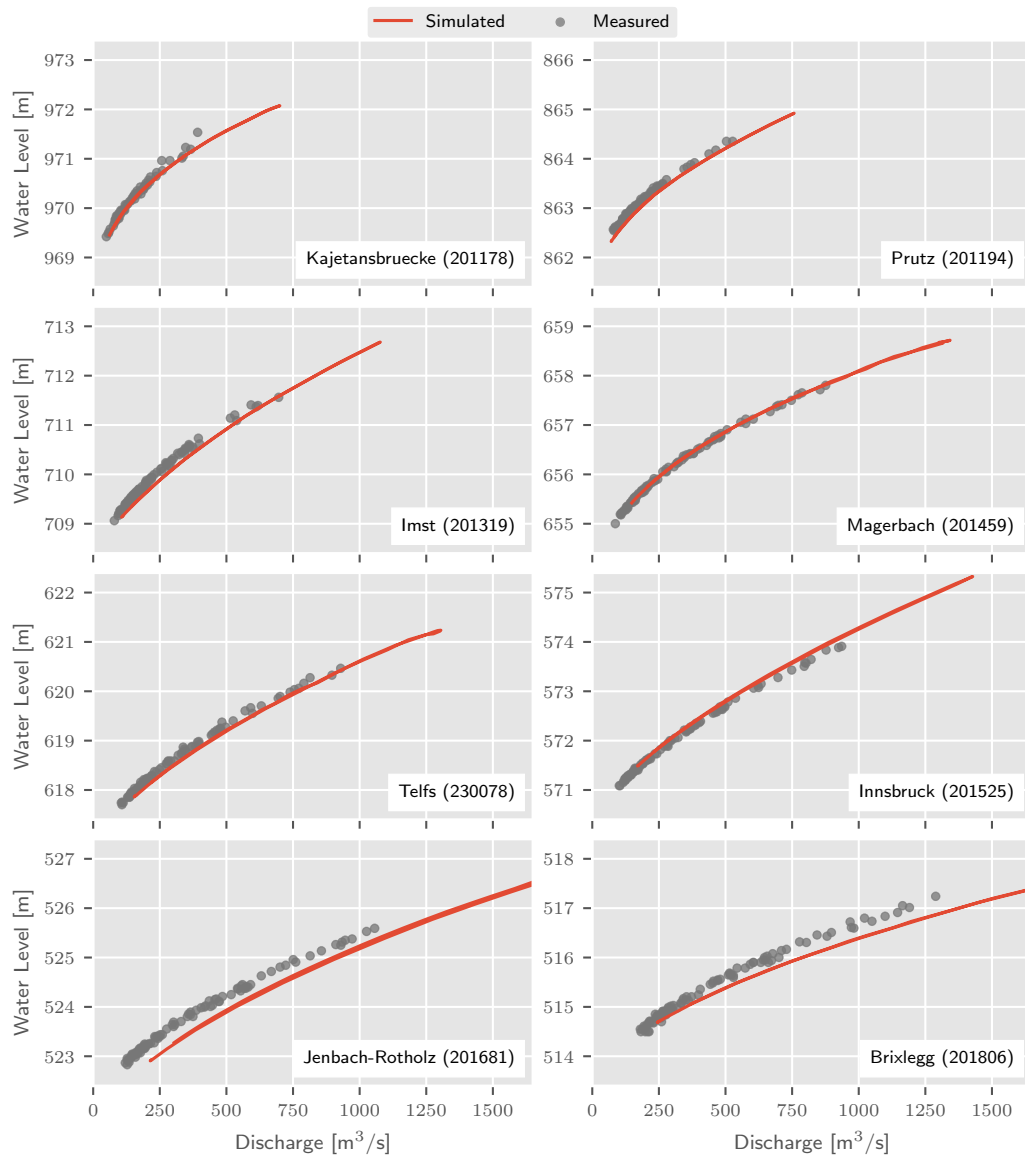 Simulated Measured
973
972
971
970
969
Water Level [m]
Kajetansbruecke (201178)
866
865
864
863
862
Prutz (201194)
713
712
711
710
709
Water Level [m]
Imst (201319)
659
658
657
656
655
Magerbach (201459)
622
621
620
619
618
Water Level [m]
Telfs (230078)
575
574
573
572
571
Innsbruck (201525)
527
526
525
524
523
Water Level [m]
Jenbach-Rotholz (201681)
0 250 500 750 1000 1250 1500
Discharge [m³/s]
518
517
516
515
514
Brixlegg (201806)
0 250 500 750 1000 1250 1500
Discharge [m³/s]